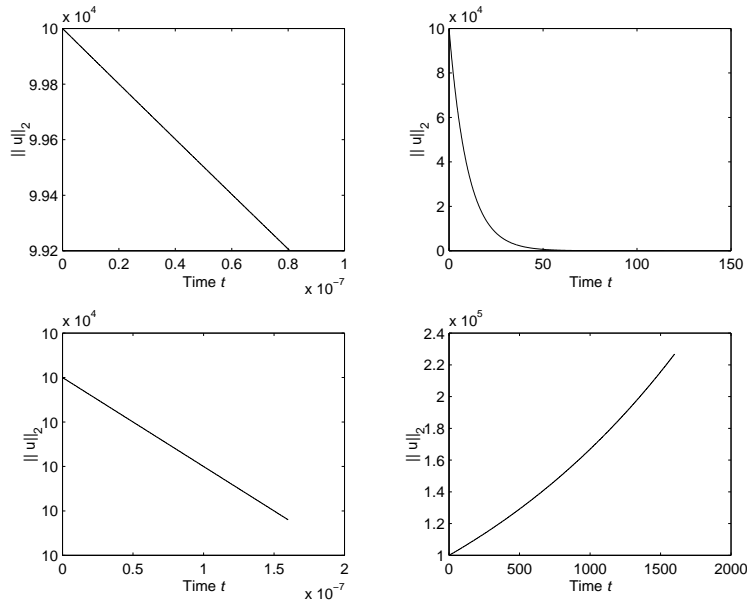 x 10^4
10
9.98
9.96
9.94
9.92
|| u||_2
0 0.2 0.4 0.6 0.8 1
Time t
x 10^-7
x 10^4
10
8
6
4
2
0
|| u||_2
0 50 100 150
Time t
x 10^4
10
10
10
10
10
10
|| u||_2
0 0.5 1 1.5 2
Time t
x 10^-7
x 10^5
2.4
2.2
2
1.8
1.6
1.4
1.2
1
|| u||_2
0 500 1000 1500 2000
Time t